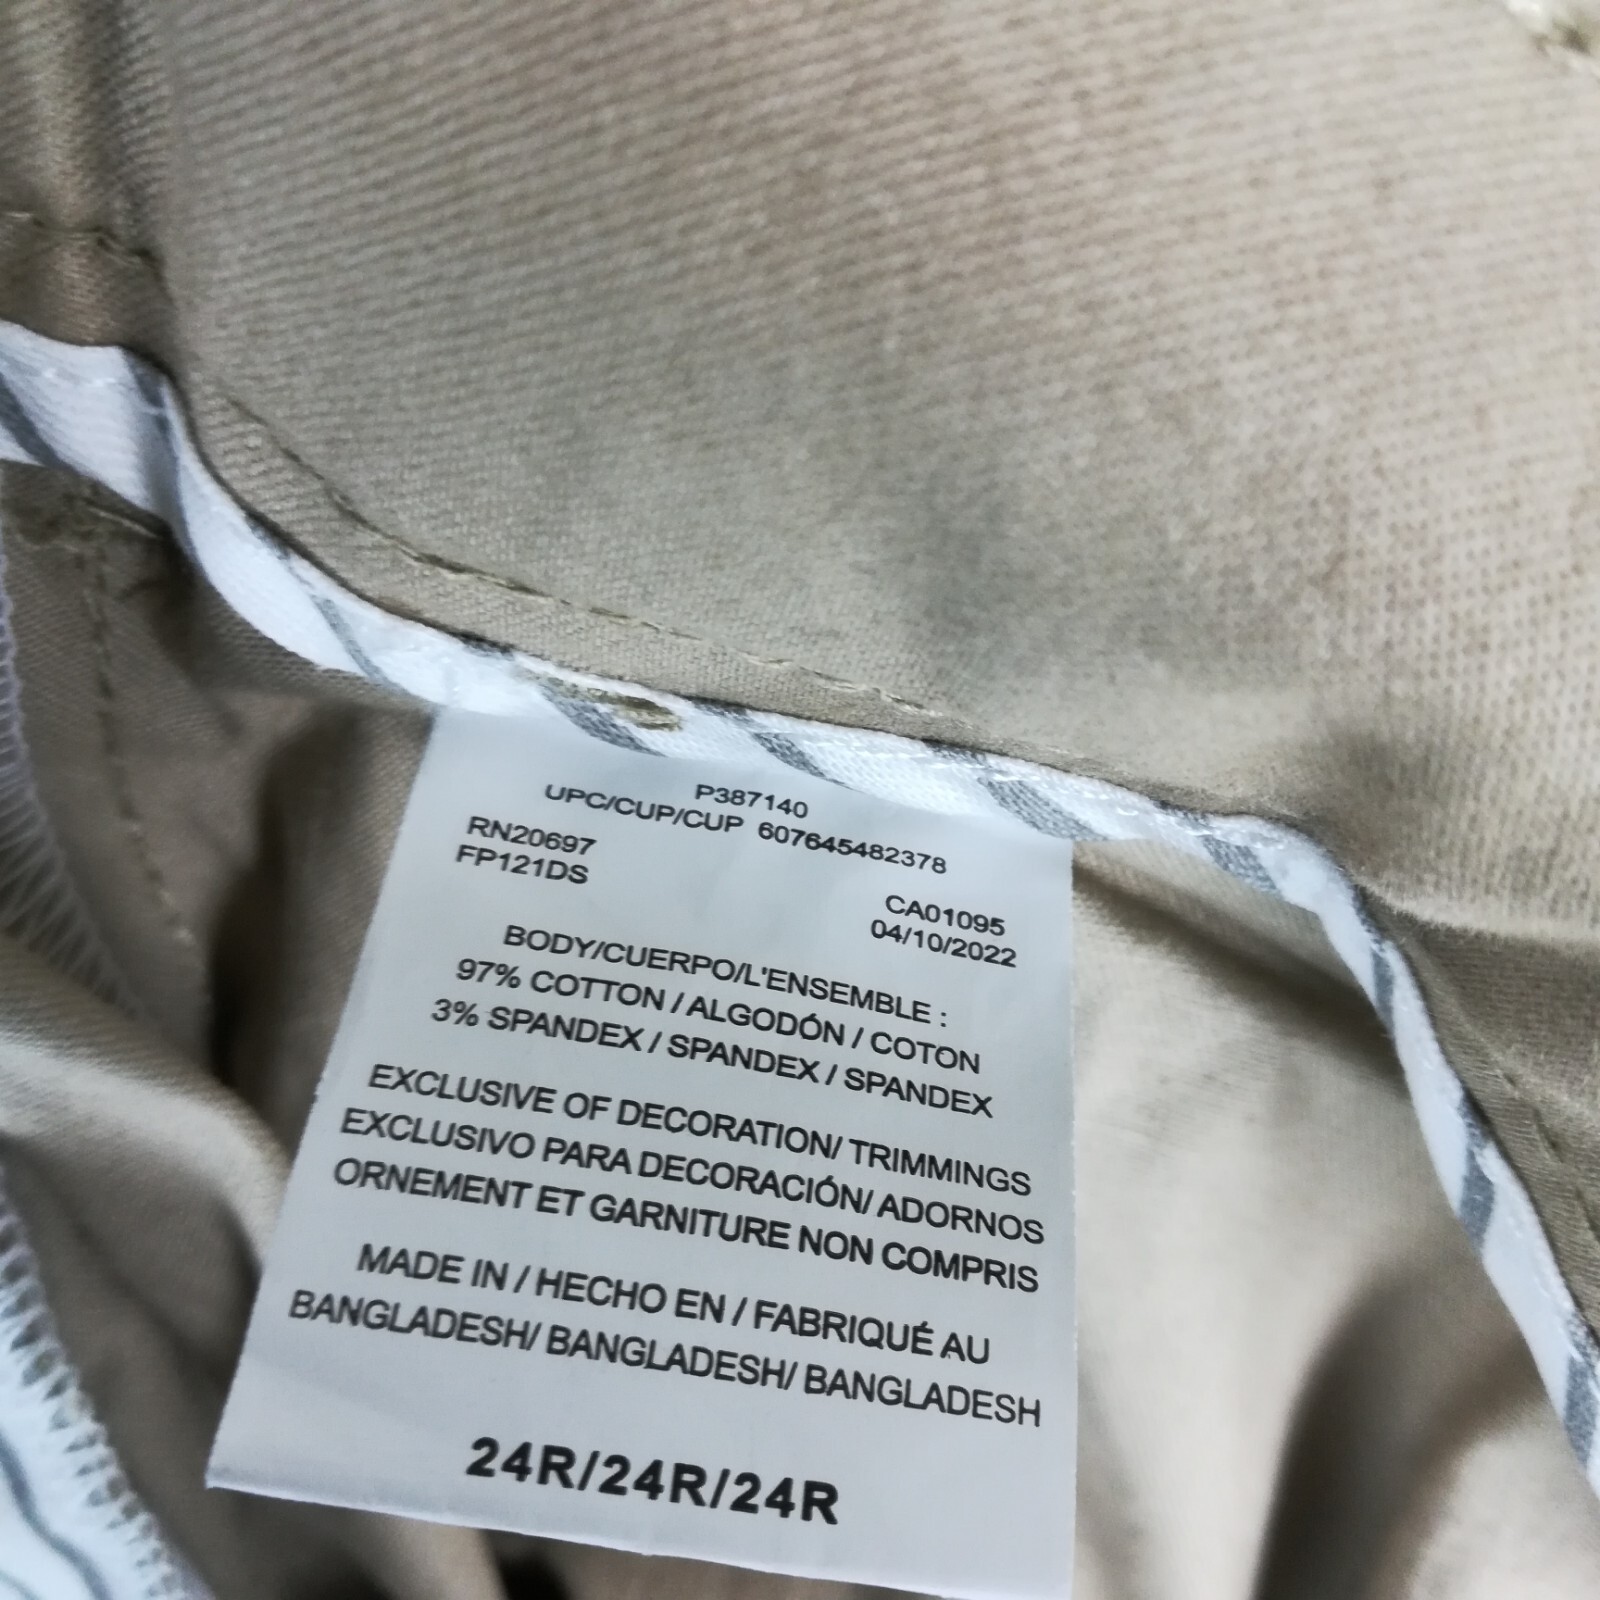 P387140
UPC/CUP/CUP 607645482378
RN20697
FP121DS
CA01095
04/10/2022
BODY/CUERPO/L'ENSEMBLE :
97% COTTON / ALGODÓN / COTON
3% SPANDEX / SPANDEX / SPANDEX
EXCLUSIVE OF DECORATION/ TRIMMINGS
EXCLUSIVO PARA DECORACIÓN/ ADORNOS
ORNEMENT ET GARNITURE NON COMPRIS
MADE IN / HECHO EN / FABRIQUÉ AU
BANGLADESH/ BANGLADESH/ BANGLADESH
24R/24R/24R